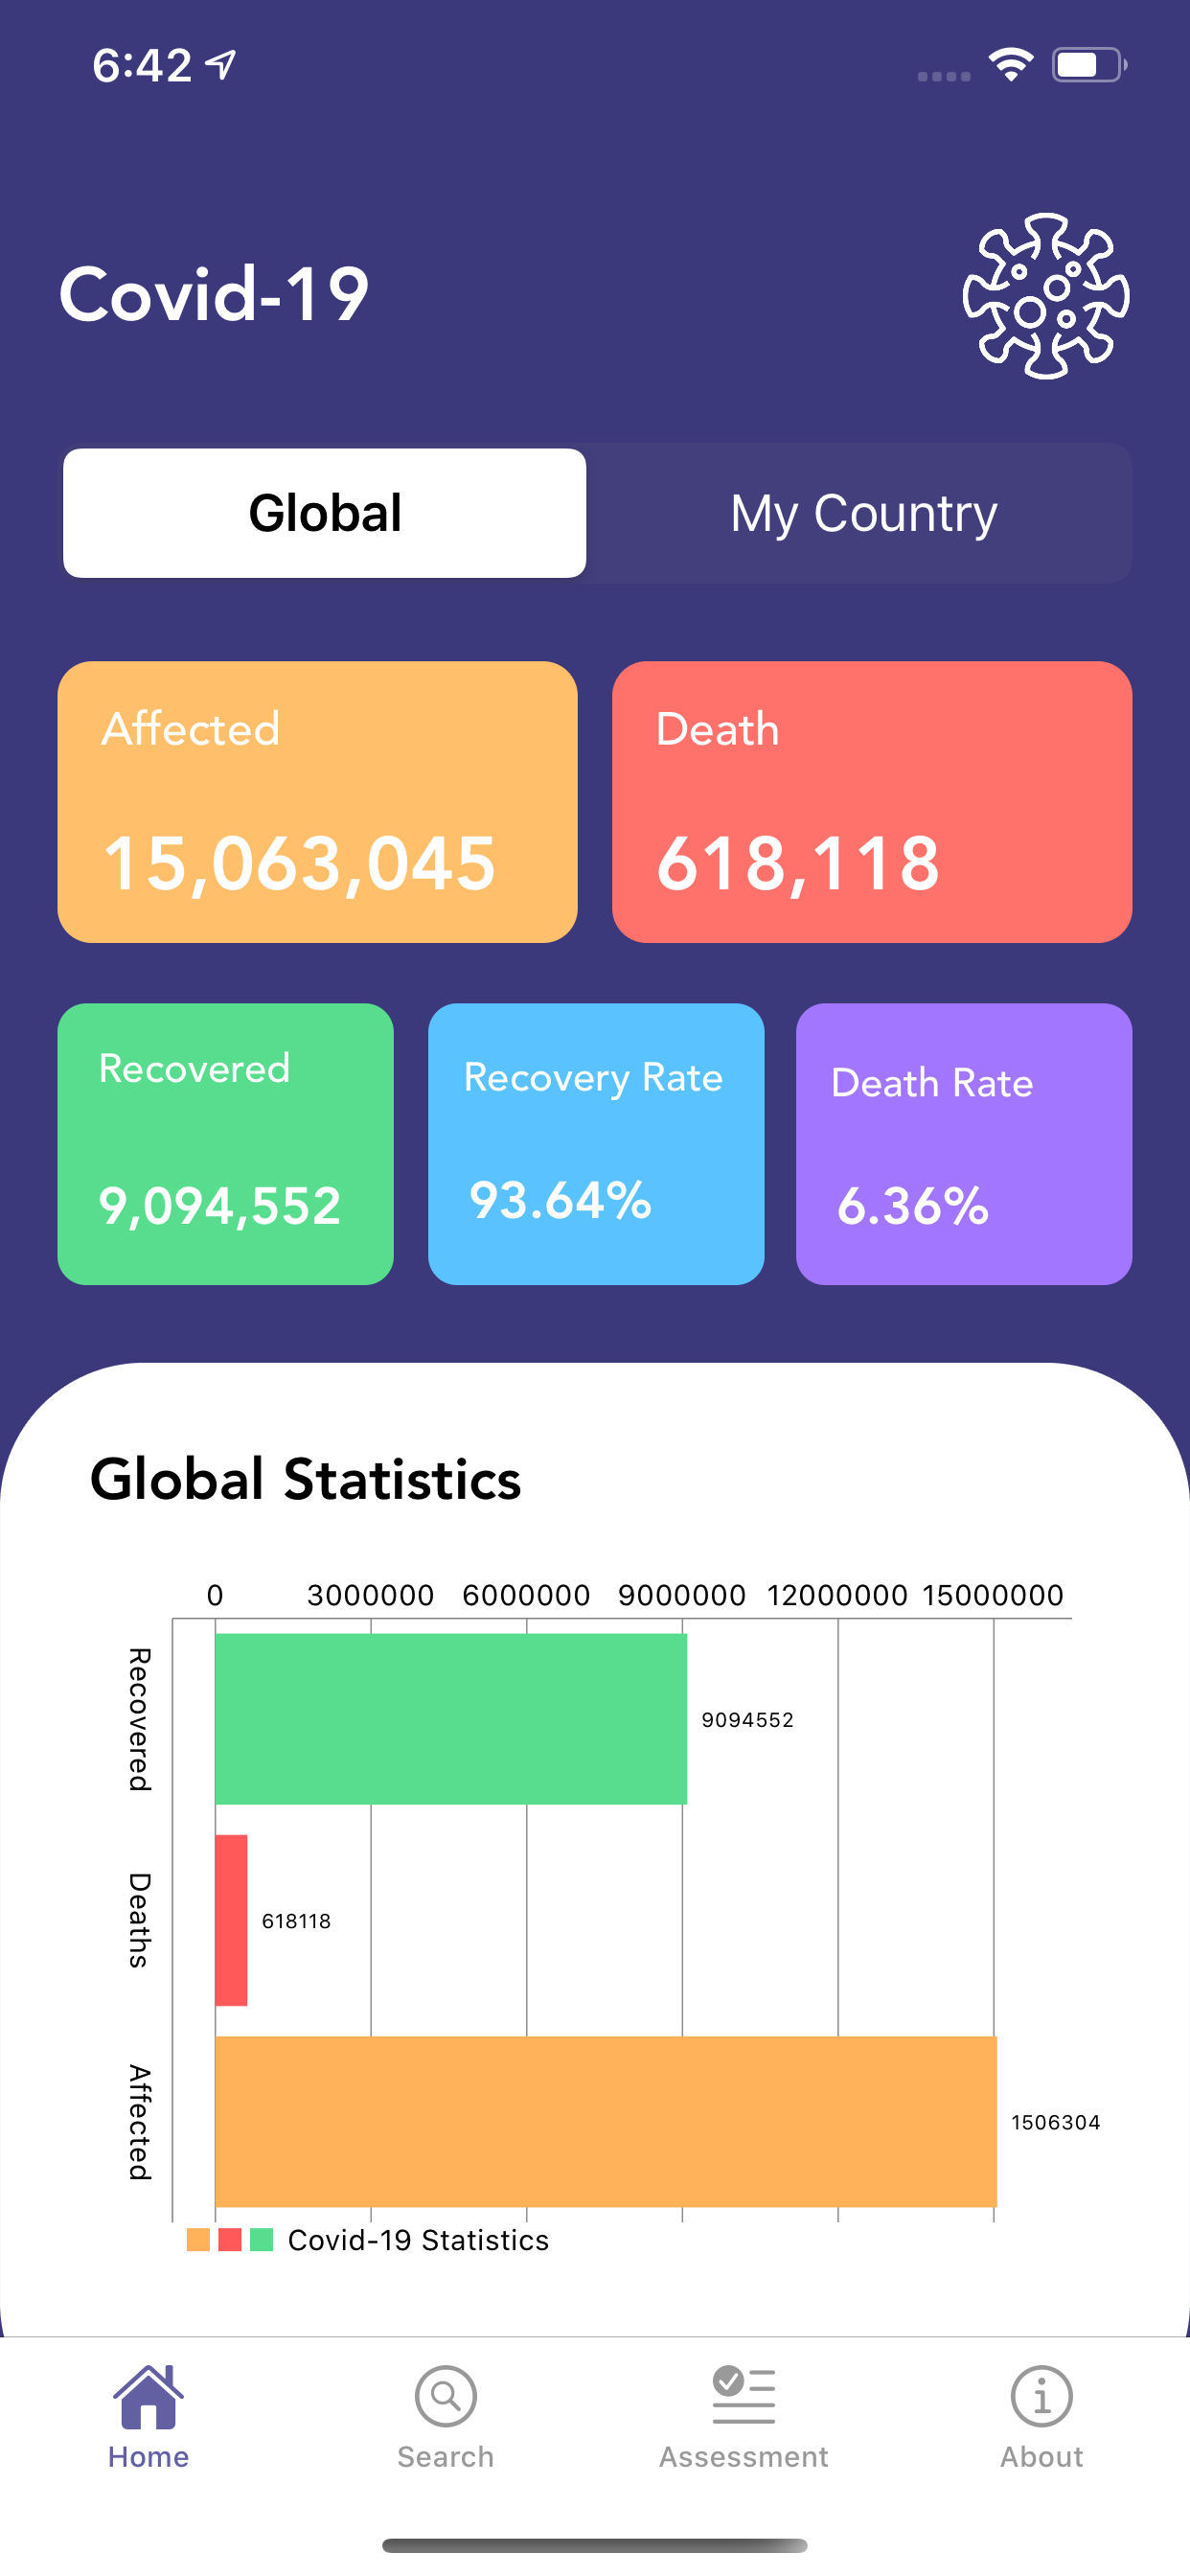 6:42
Covid-19
Global
My Country
Affected
Death
15,063,045
618,118
Recovered
Recovery Rate
Death Rate
9,094,552
93.64%
6.36%
Global Statistics
0 3000000 6000000 9000000 12000000 15000000
Recovered
9094552
Deaths
618118
Affected
1506304
Covid-19 Statistics
Home
Search
Assessment
About